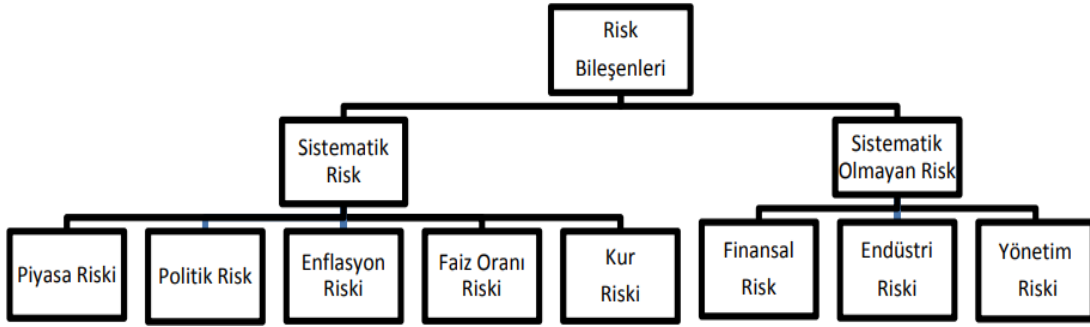 Risk
Bileşenleri
Sistematik
Risk
Sistematik
Olmayan Risk
Piyasa Riski
Politik Risk
Enflasyon
Riski
Faiz Oranı
Riski
Kur
Riski
Finansal
Risk
Endüstri
Riski
Yönetim
Riski